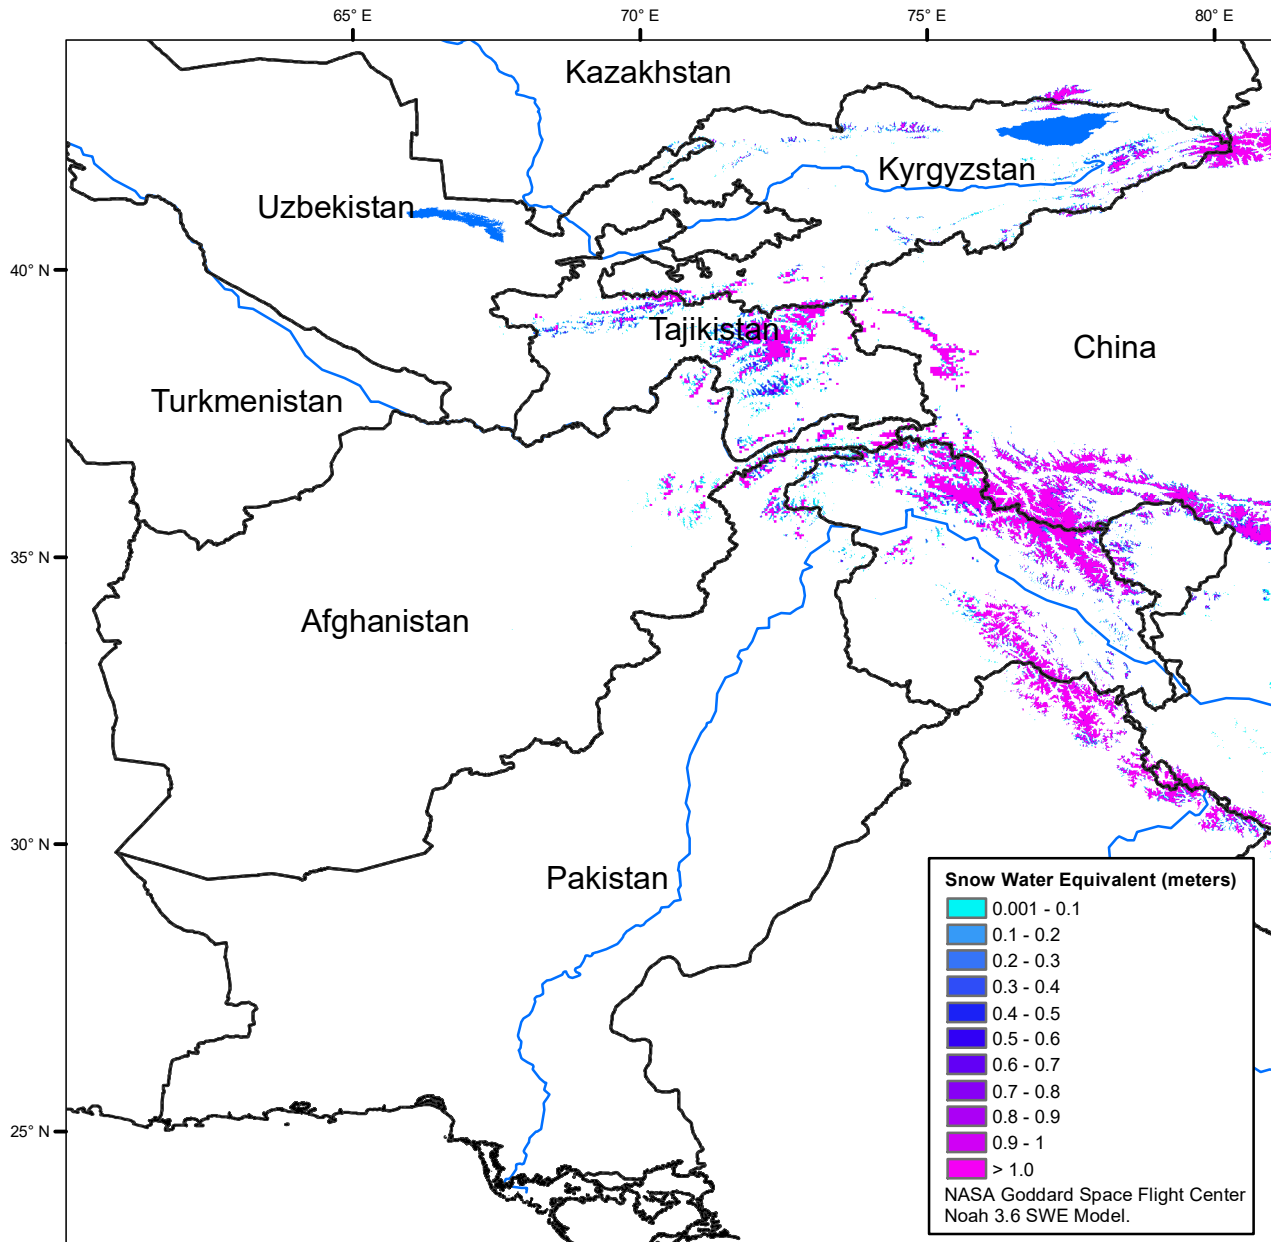 65° E
70° E
75° E
80° E
Kazakhstan
Kyrgyzstan
Uzbekistan
40° N
Tajikistan
China
Turkmenistan
35° N
Afghanistan
30° N
Pakistan
25° N
Snow Water Equivalent (meters)
0.001 - 0.1
0.1 - 0.2
0.2 - 0.3
0.3 - 0.4
0.4 - 0.5
0.5 - 0.6
0.6 - 0.7
0.7 - 0.8
0.8 - 0.9
0.9 - 1
> 1.0
NASA Goddard Space Flight Center
Noah 3.6 SWE Model.